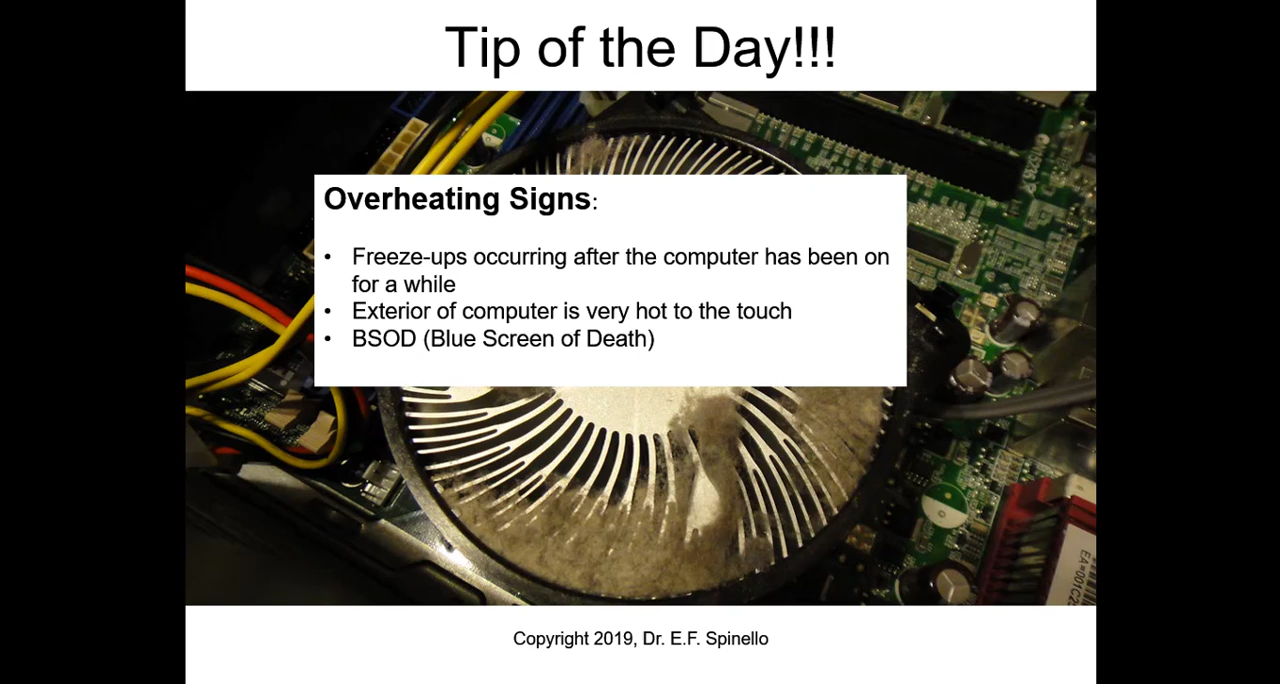 Tip of the Day!!!
Overheating Signs:
• Freeze-ups occurring after the computer has been on
for a while
• Exterior of computer is very hot to the touch
• BSOD (Blue Screen of Death)
Copyright 2019, Dr. E.F. Spinello